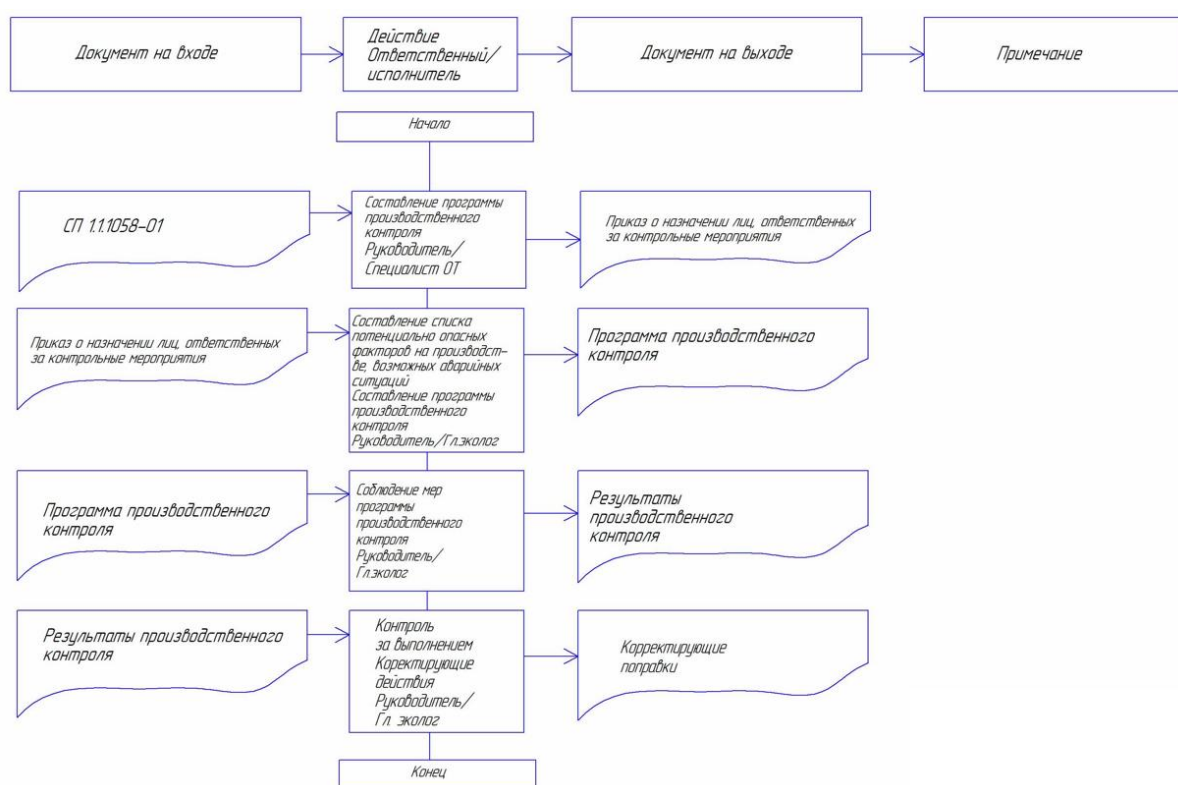 Документ на входе
Действие
Ответственный/
исполнитель
Документ на выходе
Примечание
Начало
СП 1.1.1058-01
Составление программы
производственного
контроля
Руководитель/
Специалист ОТ
Приказ о назначении лиц, ответственных
за контрольные мероприятия
Приказ о назначении лиц, ответственных
за контрольные мероприятия
Составление списка
потенциально опасных
факторов на производст-
ве, возможных аварийных
ситуаций
Составление программы
производственного
контроля
Руководитель/Гл.эколог
Программа производственного
контроля
Программа производственного
контроля
Соблюдение мер
программы
производственного
контроля
Руководитель/
Гл.эколог
Результаты
производственного
контроля
Результаты производственного
контроля
Контроль
за выполнением
Коректирующие
действия
Руководитель/
Гл. эколог
Корректирующие
поправки
Конец